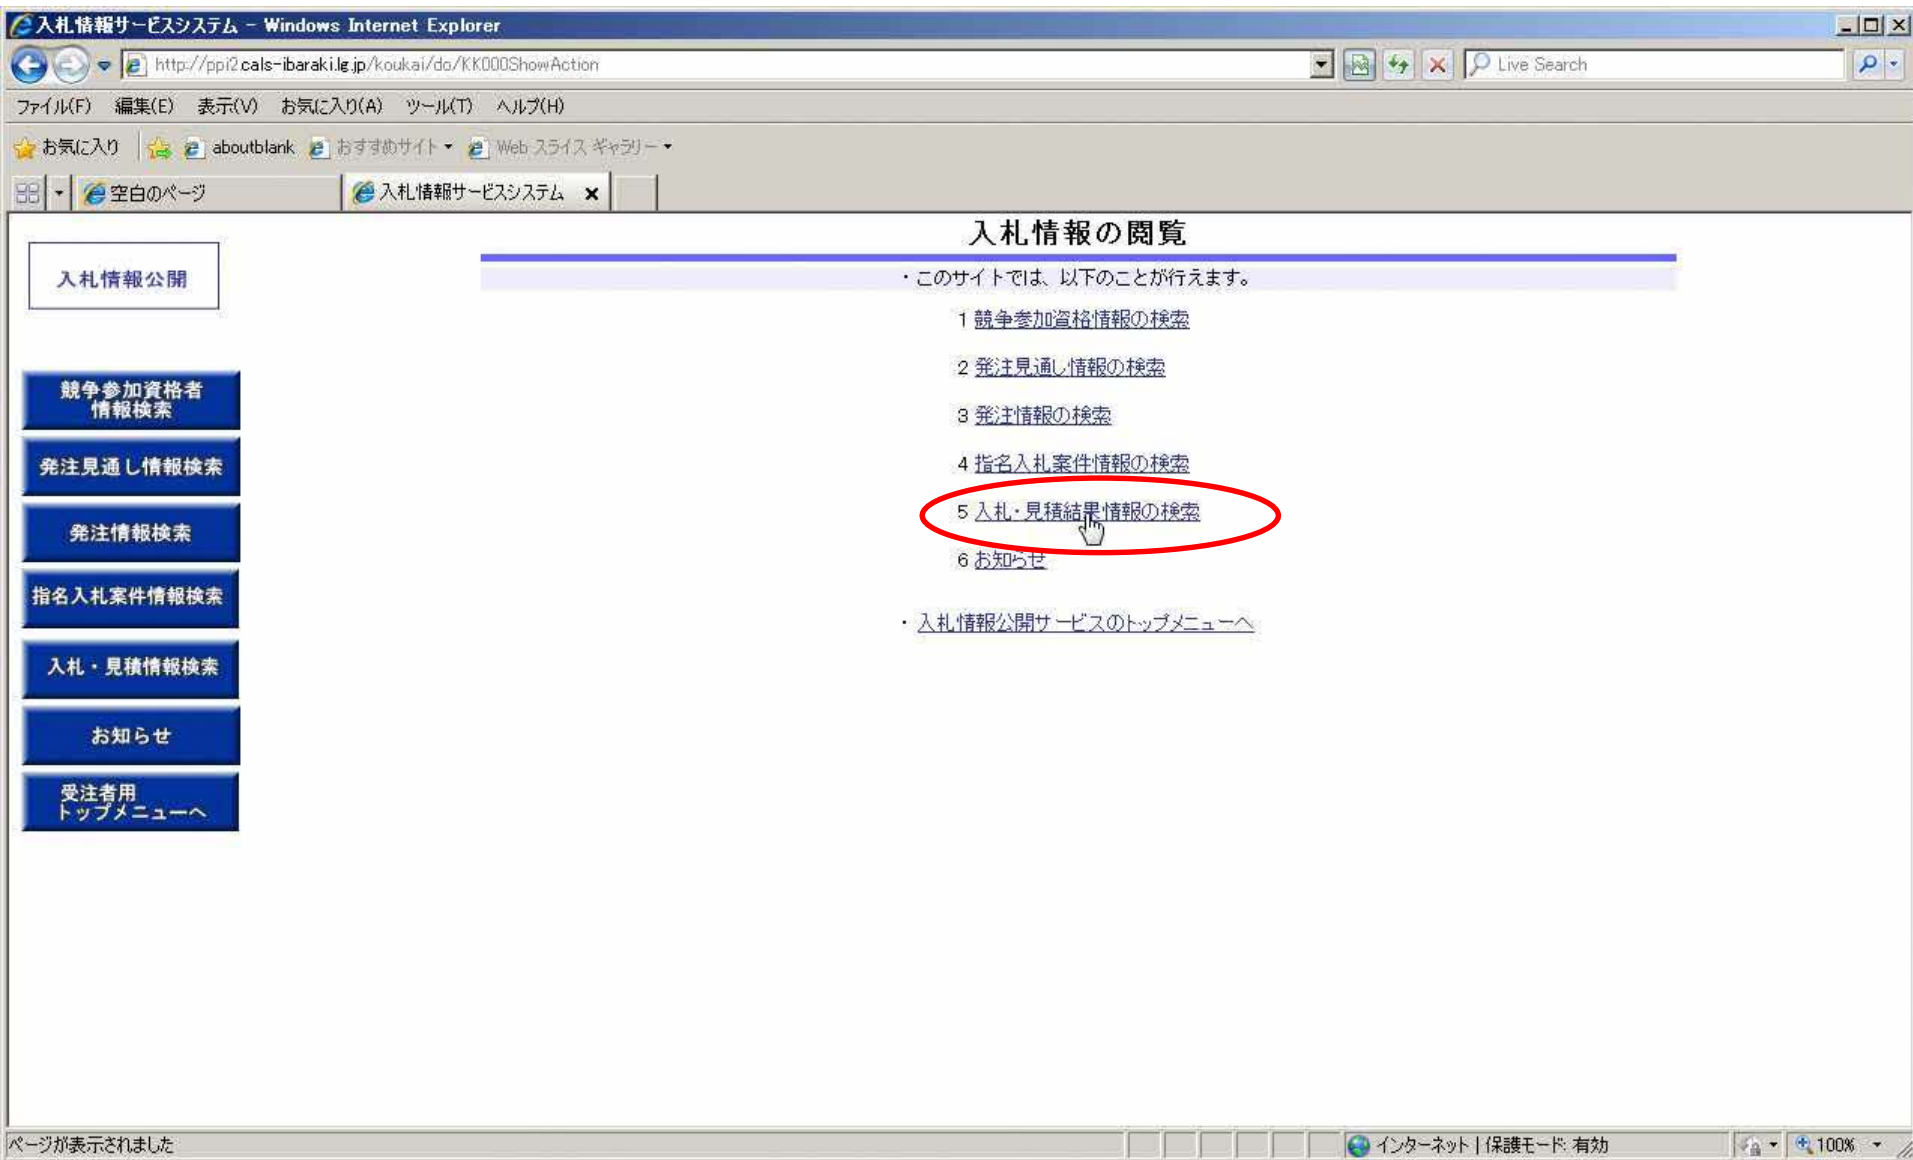 入札情報サービスシステム - Windows Internet Explorer
http://ppi2.cals-ibaraki.lg.jp/koukai/do/KK000ShowAction
Live Search
ファイル(F) 編集(E) 表示(V) お気に入り(A) ツール(T) ヘルプ(H)
お気に入り aboutblank おすすめサイト Web スライス ギャラリー
空白のページ 入札情報サービスシステム
入札情報の閲覧
入札情報公開
・このサイトでは、以下のことが行えます。
1 競争参加資格情報の検索
2 発注見通し情報の検索
3 発注情報の検索
4 指名入札案件情報の検索
5 入札・見積結果情報の検索
6 お知らせ
・入札情報公開サービスのトップメニューへ
競争参加資格者
情報検索
発注見通し情報検索
発注情報検索
指名入札案件情報検索
入札・見積情報検索
お知らせ
受注者用
トップメニューへ
ページが表示されました
インターネット | 保護モード: 有効
100%